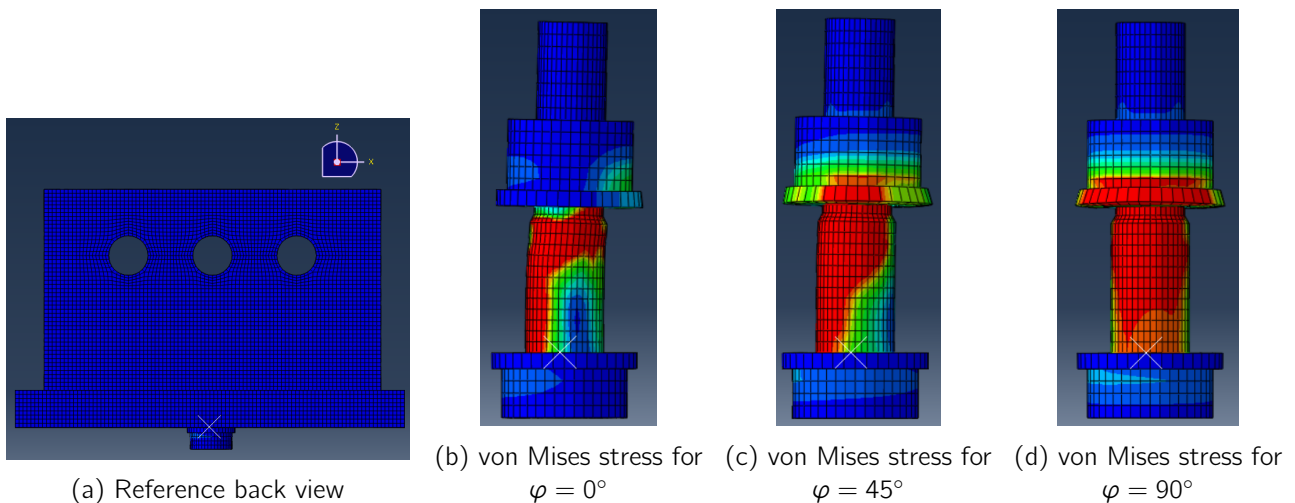 Z
X
(a) Reference back view
(b) von Mises stress for
φ = 0°
(c) von Mises stress for
φ = 45°
(d) von Mises stress for
φ = 90°